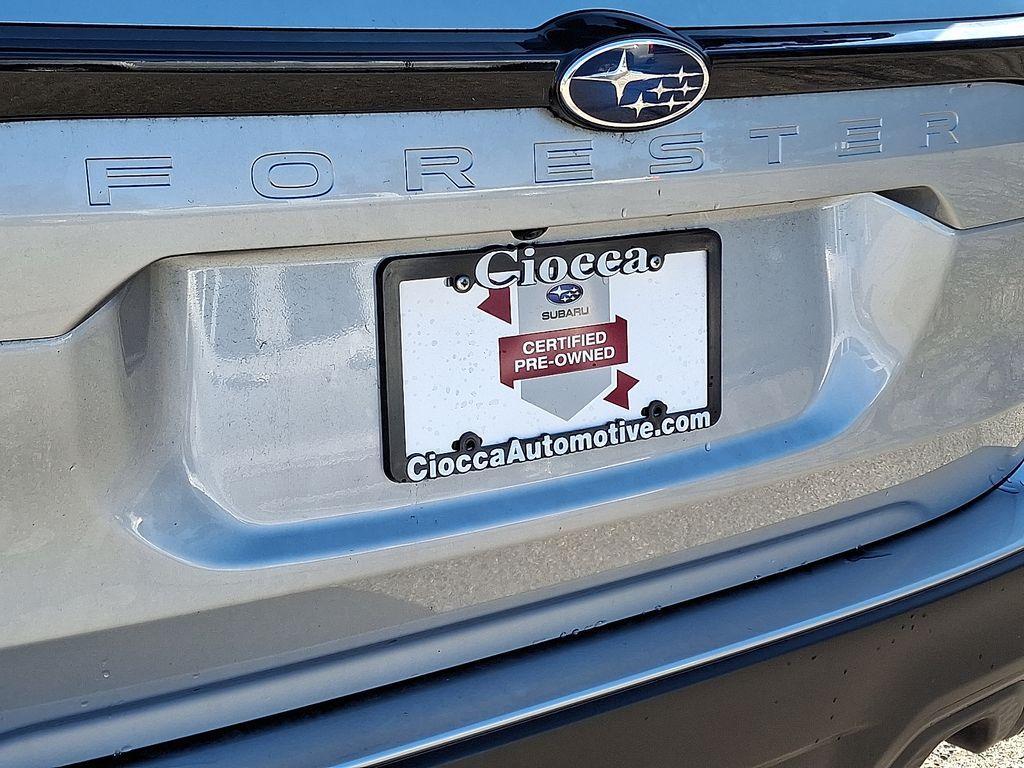 FORESTER
Ciocca
SUBARU
CERTIFIED
PRE-OWNED
CioccaAutomotive.com